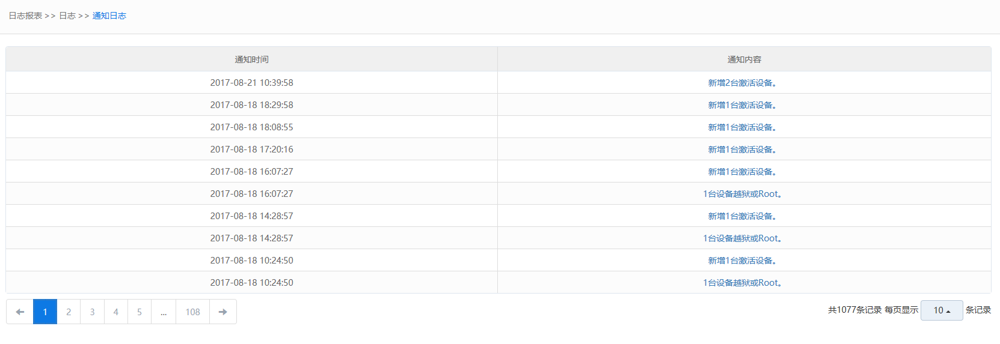 日志报表 >> 日志 >> 通知日志
通知时间 通知内容
2017-08-21 10:39:58 新增2台激活设备。
2017-08-18 18:29:58 新增1台激活设备。
2017-08-18 18:08:55 新增1台激活设备。
2017-08-18 17:20:16 新增1台激活设备。
2017-08-18 16:07:27 新增1台激活设备。
2017-08-18 16:07:27 1台设备越狱或Root。
2017-08-18 14:28:57 新增1台激活设备。
2017-08-18 14:28:57 1台设备越狱或Root。
2017-08-18 10:24:50 新增1台激活设备。
2017-08-18 10:24:50 1台设备越狱或Root。
1 2 3 4 5 ... 108 共1077条记录 每页显示 10 条记录